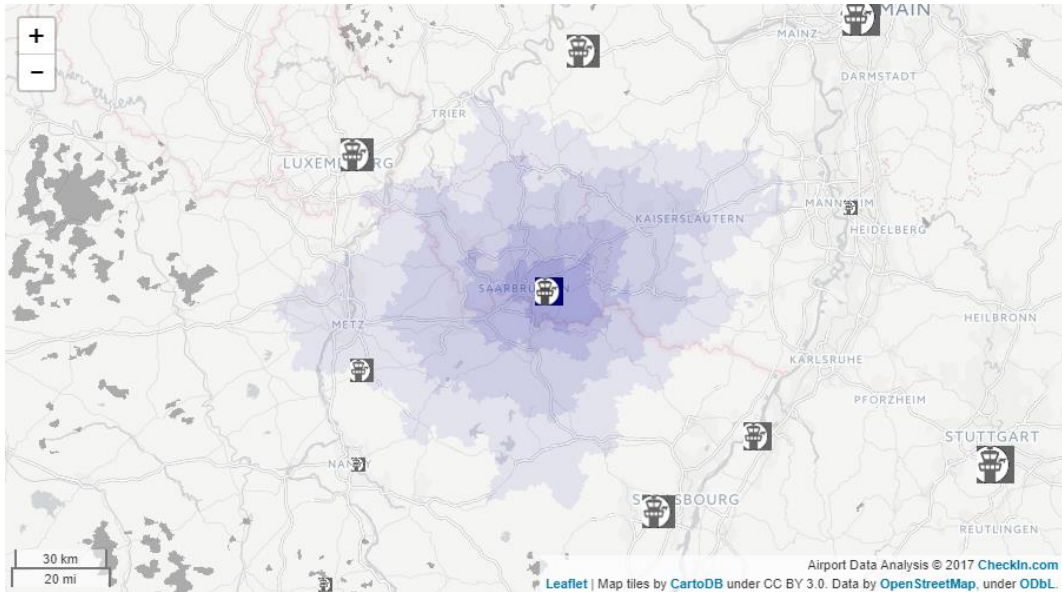 +
−
MAIN
MAINZ
DARMSTADT
TRIER
LUXEMBOURG
KAISERSLAUTERN
MANNHEIM
HEIDELBERG
SAARBRÜCKEN
METZ
HEILBRONN
KARLSRUHE
PFORZHEIM
STUTTGART
NANCY
STRASBOURG
REUTLINGEN
30 km
20 mi
Airport Data Analysis © 2017 CheckIn.com
Leaflet | Map tiles by CartoDB under CC BY 3.0. Data by OpenStreetMap, under ODbL.